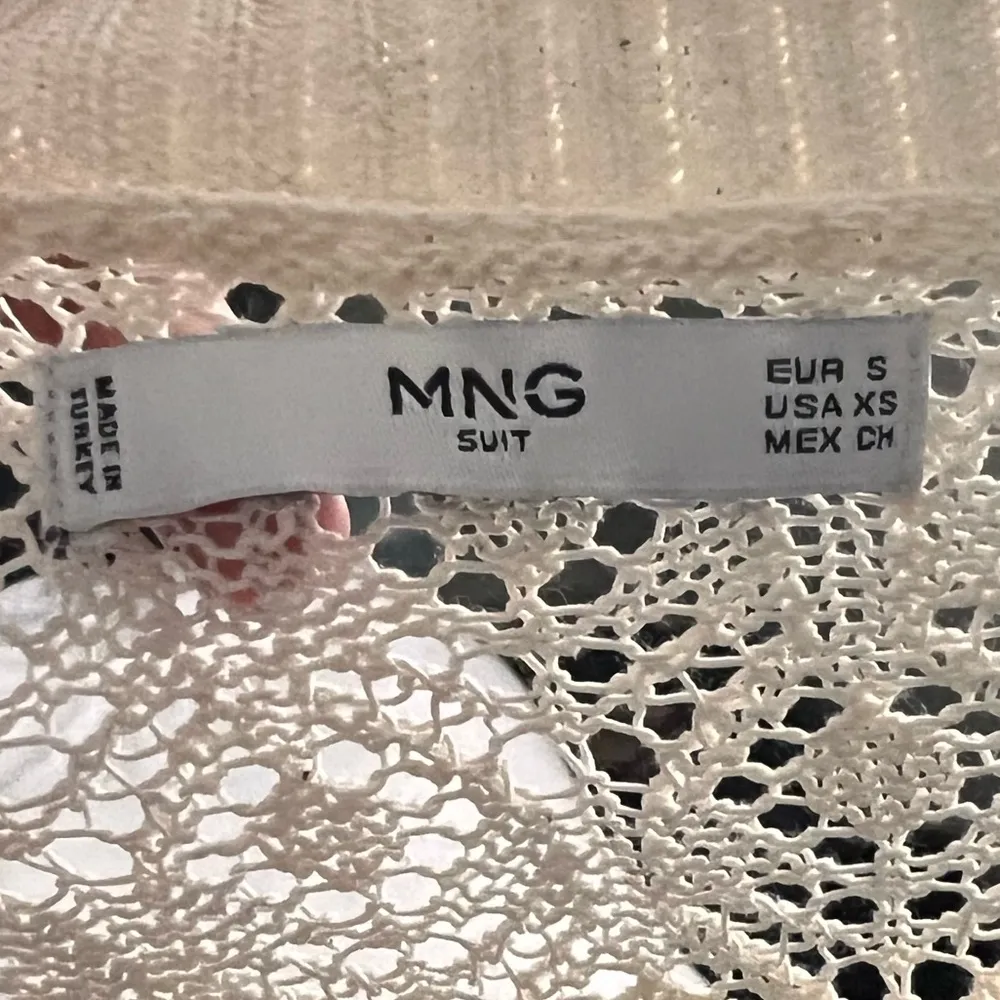 MADE IN
TURKEY
MNG
SUIT
EUR S
USA XS
MEX CH